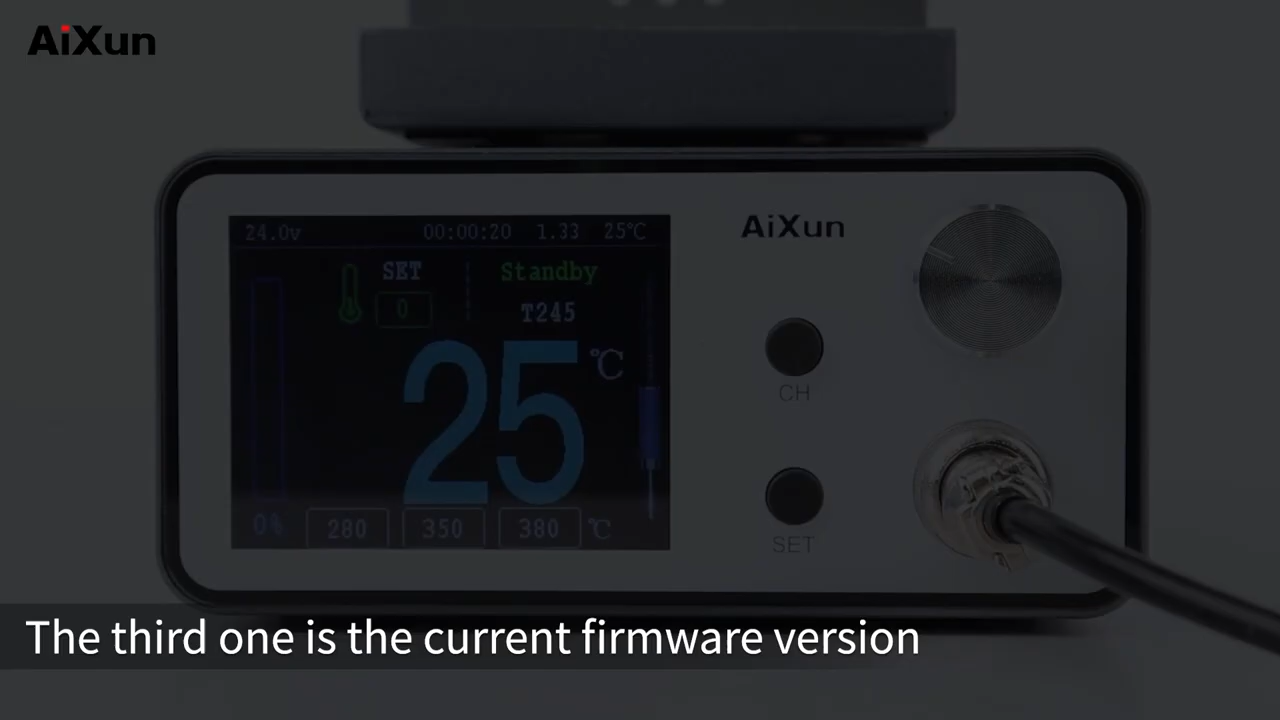 AiXun
AiXun
24.0v 00:00:20 1.33 25℃
SET Standby
0 T245
25 ℃
CH
0% 280 350 380 ℃
SET
The third one is the current firmware version